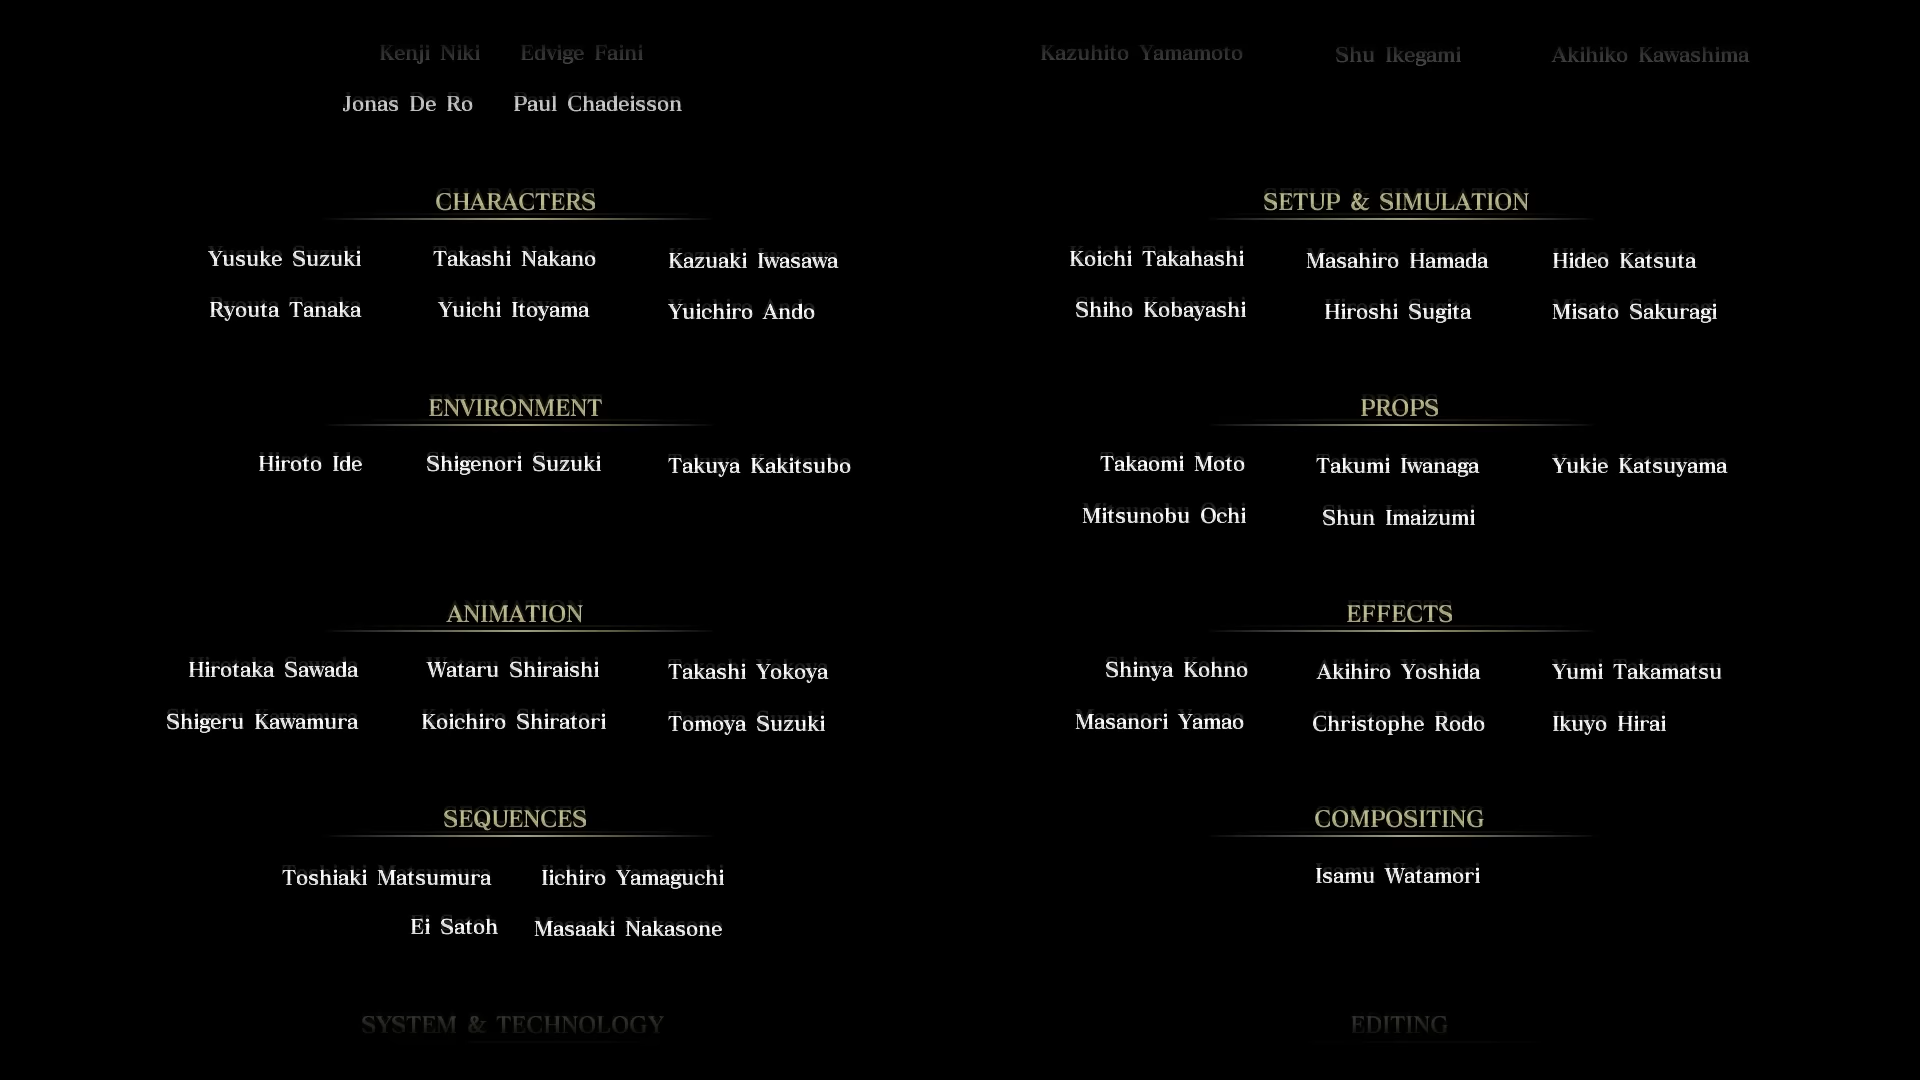 Kenji Niki Edvige Faini
Jonas De Ro Paul Chadeisson
CHARACTERS
Yusuke Suzuki Takashi Nakano Kazuaki Iwasawa
Ryouta Tanaka Yuichi Itoyama Yuichiro Ando
ENVIRONMENT
Hiroto Ide Shigenori Suzuki Takuya Kakitsubo
ANIMATION
Hirotaka Sawada Wataru Shiraishi Takashi Yokoya
Shigeru Kawamura Koichiro Shiratori Tomoya Suzuki
SEQUENCES
Toshiaki Matsumura Iichiro Yamaguchi
Ei Satoh Masaaki Nakasone
SYSTEM & TECHNOLOGY
Kazuhito Yamamoto Shu Ikegami Akihiko Kawashima
SETUP & SIMULATION
Koichi Takahashi Masahiro Hamada Hideo Katsuta
Shiho Kobayashi Hiroshi Sugita Misato Sakuragi
PROPS
Takaomi Moto Takumi Iwanaga Yukie Katsuyama
Mitsunobu Ochi Shun Imaizumi
EFFECTS
Shinya Kohno Akihiro Yoshida Yumi Takamatsu
Masanori Yamao Christophe Rodo Ikuyo Hirai
COMPOSITING
Isamu Watamori
EDITING